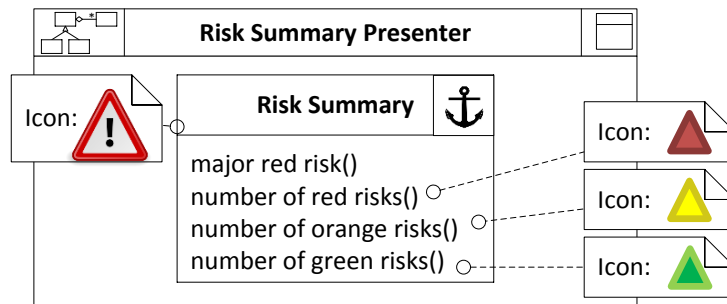 *
Risk Summary Presenter
Icon: !
Risk Summary
major red risk()
number of red risks()
number of orange risks()
number of green risks()
Icon:
Icon:
Icon: